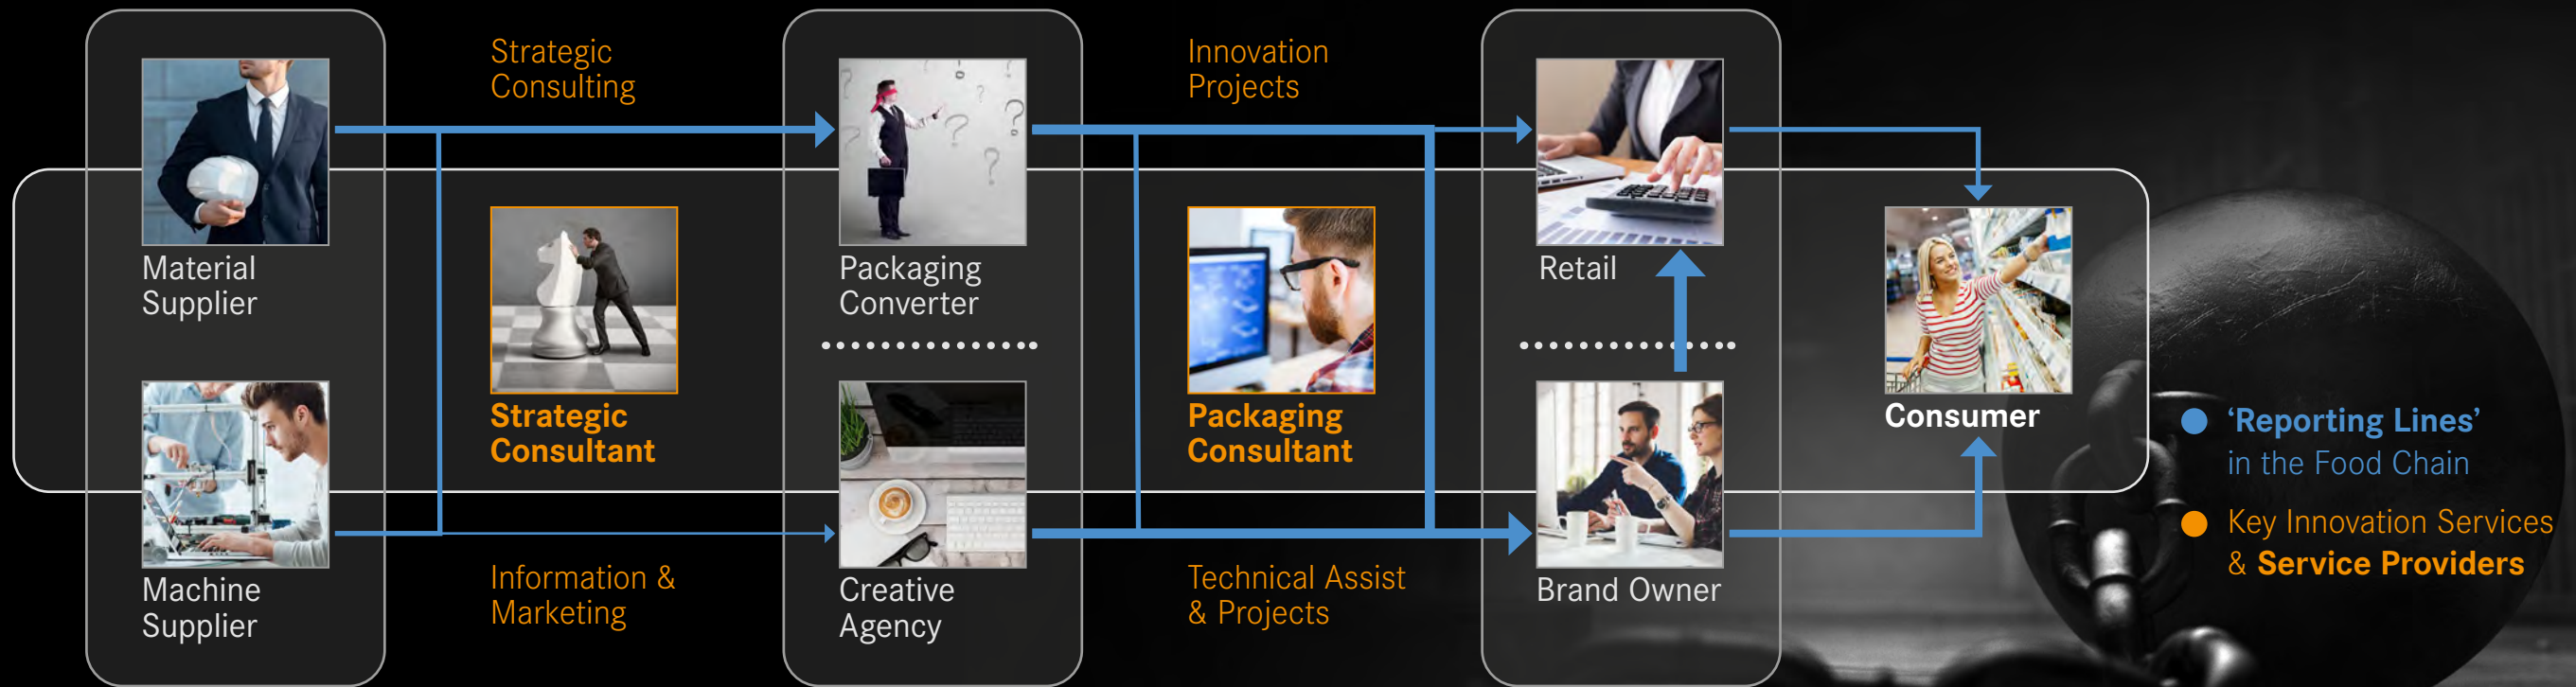 Strategic
Consulting
Innovation
Projects
Material
Supplier
Packaging
Converter
Retail
Strategic
Consultant
Packaging
Consultant
Consumer
‘Reporting Lines’
in the Food Chain
Key Innovation Services
& Service Providers
Machine
Supplier
Information &
Marketing
Creative
Agency
Technical Assist
& Projects
Brand Owner